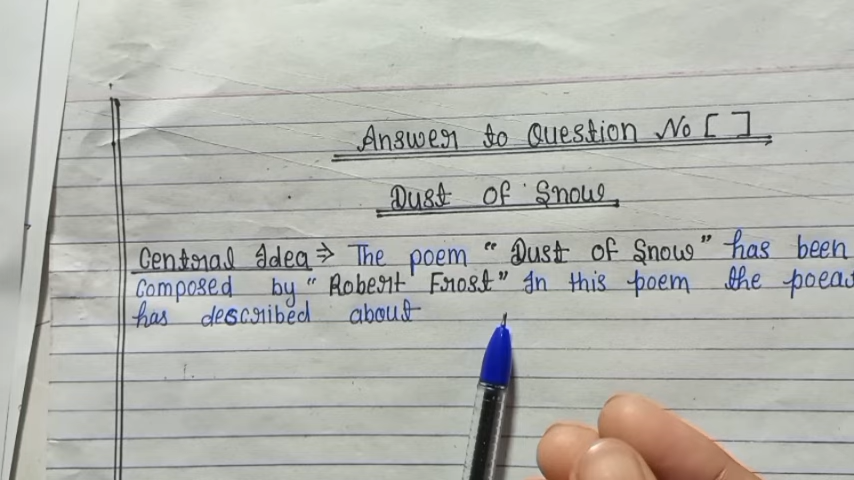 Answer to Question No [ ]
Dust of Snow
Central Idea ⇒ The poem “Dust of Snow” has been
composed by “Robert Frost” In this poem the
has described about